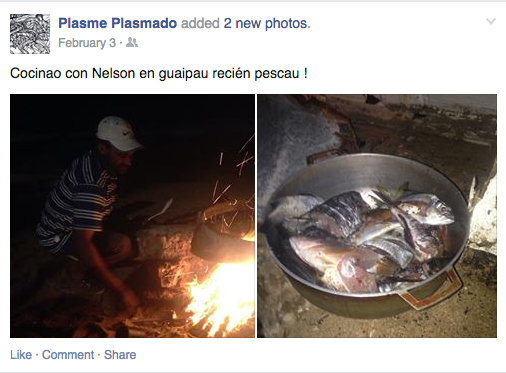 Plasme Plasmado added 2 new photos.
February 3 ·
Cocinao con Nelson en guaipau recién pescau !
Like · Comment · Share